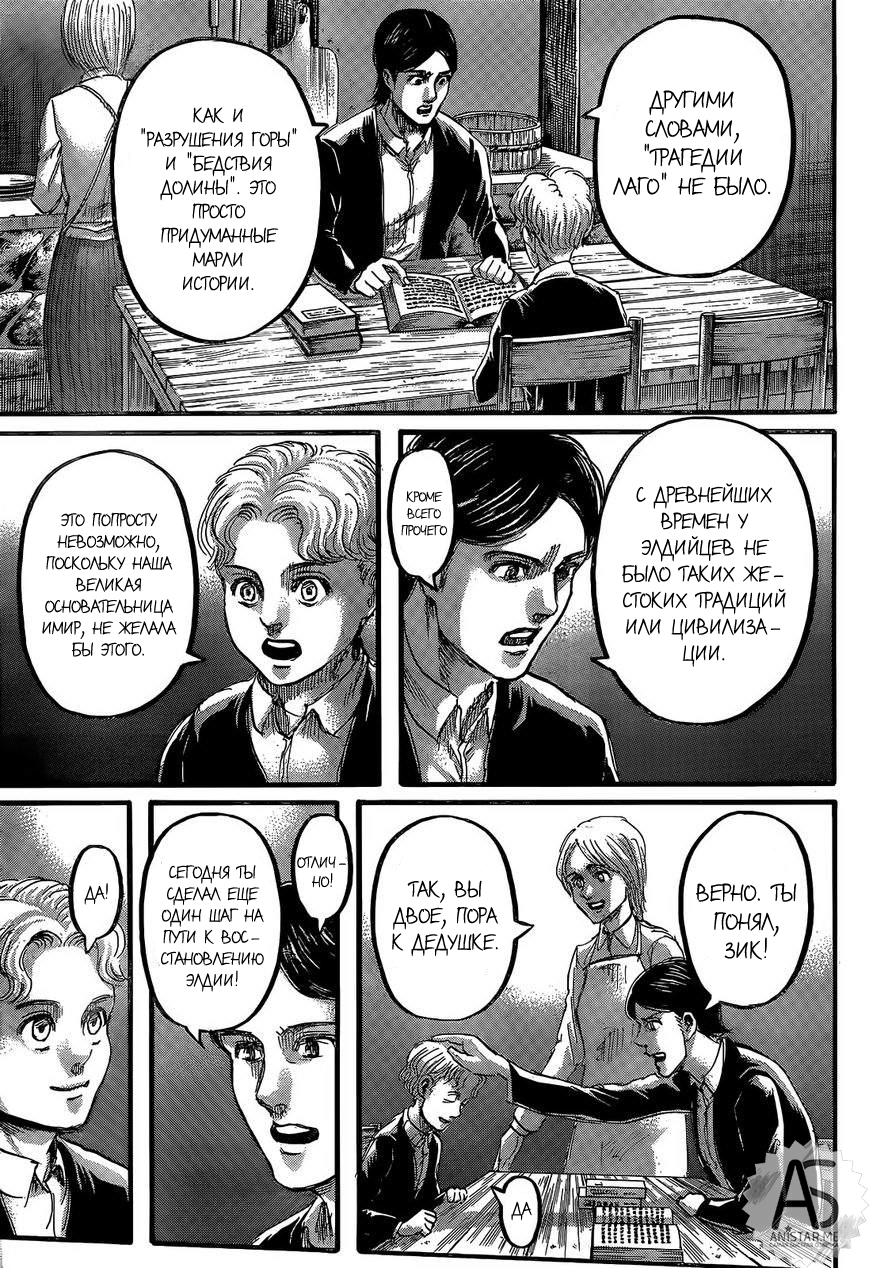 ДРУГИМИ
СЛОВАМИ,
"ТРАГЕДИИ
ЛАГО" НЕ БЫЛО.
КАК И
"РАЗРУШЕНИЯ ГОРЫ"
И "БЕДСТВИЯ
ДОЛИНЫ". ЭТО
ПРОСТО
ПРИДУМАННЫЕ
МАРЛИ
ИСТОРИИ.
С ДРЕВНЕЙШИХ
ВРЕМЕН У
ЭЛДИЙЦЕВ НЕ
БЫЛО ТАКИХ ЖЕ-
СТОКИХ ТРАДИЦИЙ
ИЛИ ЦИВИЛИЗА-
ЦИИ.
КРОМЕ
ВСЕГО
ПРОЧЕГО
ЭТО ПОПРОСТУ
НЕВОЗМОЖНО,
ПОСКОЛЬКУ НАША
ВЕЛИКАЯ
ОСНОВАТЕЛЬНИЦА
ИМИР, НЕ ЖЕЛАЛА
БЫ ЭТОГО.
ВЕРНО. ТЫ
ПОНЯЛ,
ЗИК!
ТАК, ВЫ
ДВОЕ, ПОРА
К ДЕДУШКЕ.
ДА
ОТЛИЧ-
НО!
СЕГОДНЯ ТЫ
СДЕЛАЛ ЕЩЕ
ОДИН ШАГ НА
ПУТИ К ВОС-
СТАНОВЛЕНИЮ
ЭЛДИИ!
ДА!
AS
ANISTAR.ME